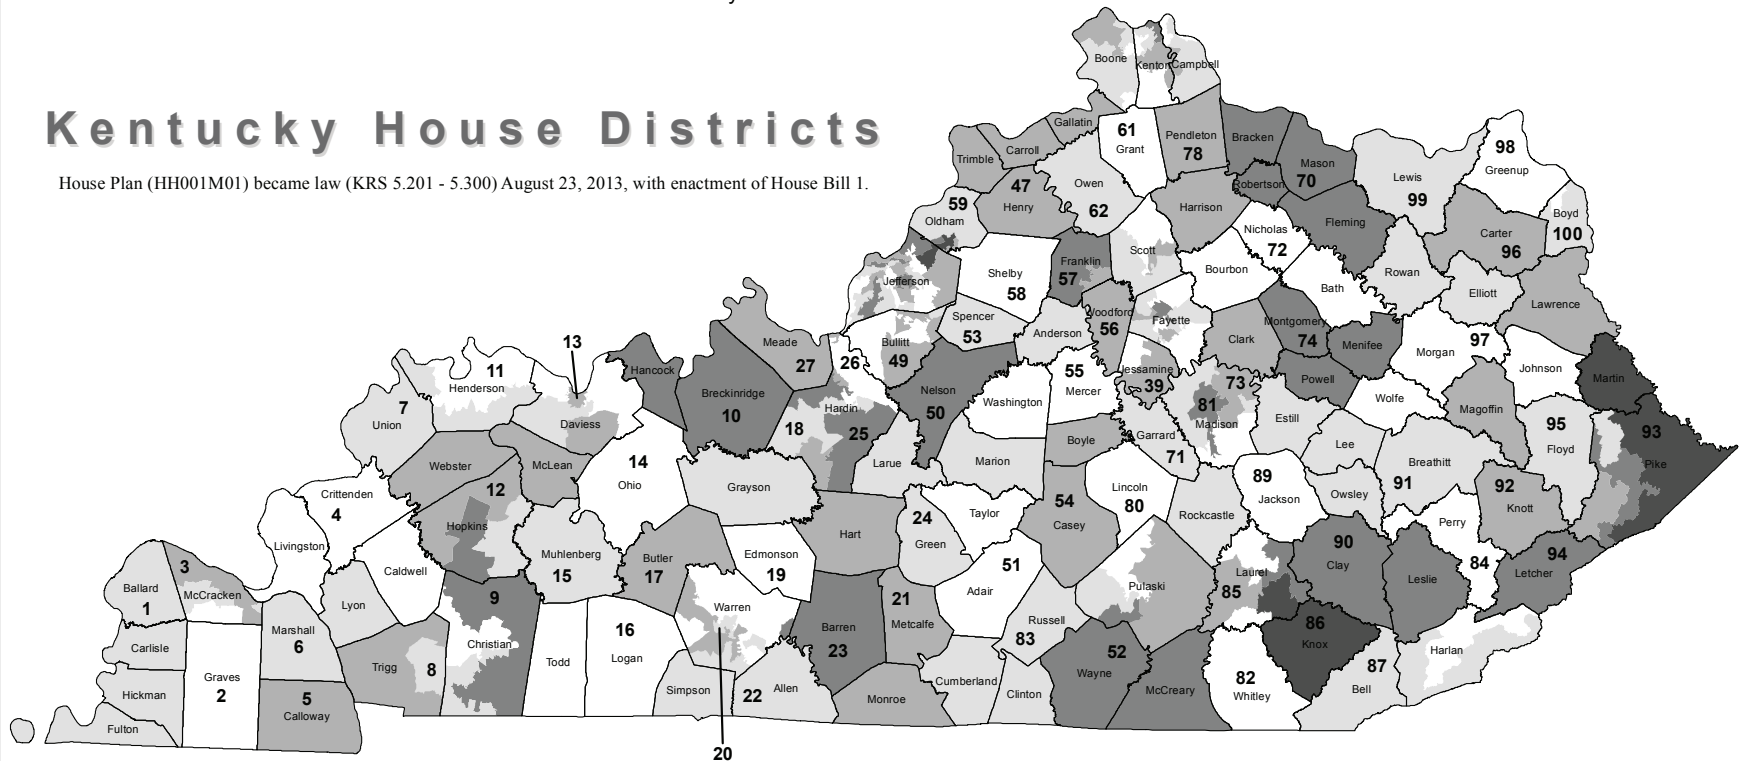 Kentucky House Districts
House Plan (HH001M01) became law (KRS 5.201 - 5.300) August 23, 2013, with enactment of House Bill 1.
Boone
Kenton
Campbell
Gallatin
61
Grant
Pendleton
78
Bracken
Carroll
Trimble
Mason
70
98
Greenup
47
Henry
Owen
62
Robertson
Lewis
99
59
Oldham
Harrison
Fleming
Boyd
100
Nicholas
72
Carter
96
Scott
Franklin
57
Shelby
58
Bourbon
Rowan
Jefferson
Bath
Elliott
Lawrence
Spencer
53
Anderson
Woodford
56
Fayette
Montgomery
74
Clark
Menifee
Morgan
97
13
Meade
27
26
Bullitt
49
Johnson
11
Henderson
Hancock
Jessamine
39
55
Mercer
73
81
Madison
Powell
Martin
Breckinridge
10
Nelson
50
Washington
Wolfe
Magoffin
7
Union
Daviess
Hardin
18
25
Estill
95
Floyd
93
Pike
Boyle
Garrard
71
Lee
Webster
McLean
14
Ohio
Larue
Marion
Breathitt
91
12
Grayson
89
Jackson
Owsley
92
Knott
Crittenden
4
Lincoln
80
54
Casey
24
Green
Taylor
Rockcastle
Perry
84
Hopkins
Hart
Livingston
Muhlenberg
15
Butler
17
Edmonson
19
90
Clay
94
Letcher
Caldwell
51
Adair
Pulaski
Laurel
85
Leslie
3
McCracken
Ballard
1
Lyon
9
Christian
Warren
21
Metcalfe
Marshall
6
16
Logan
Barren
23
Russell
83
86
Knox
Carlisle
Todd
Harlan
Trigg
8
52
Wayne
87
Bell
Graves
2
82
Whitley
Hickman
5
Calloway
Simpson
22
Allen
Monroe
Cumberland
Clinton
McCreary
Fulton
20